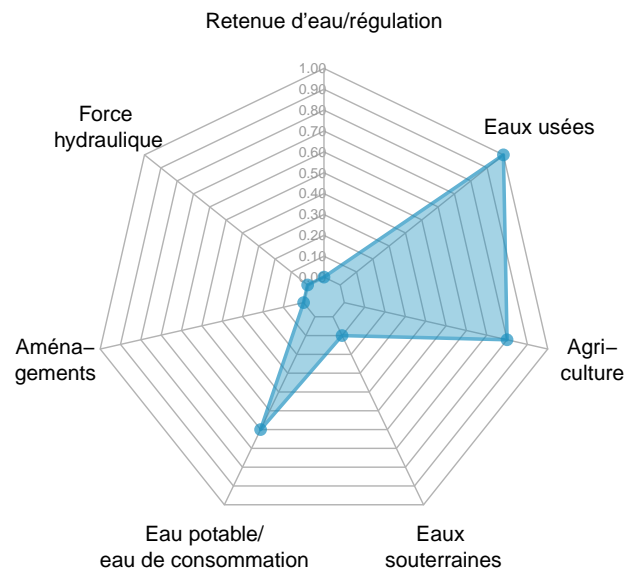 Retenue d’eau/régulation
1.00
0.90
0.80
0.70
0.60
0.50
0.40
0.30
0.20
0.10
0.00
Force
hydraulique
Eaux usées
Aména–
gements
Agri–
culture
Eau potable/
eau de consommation
Eaux
souterraines